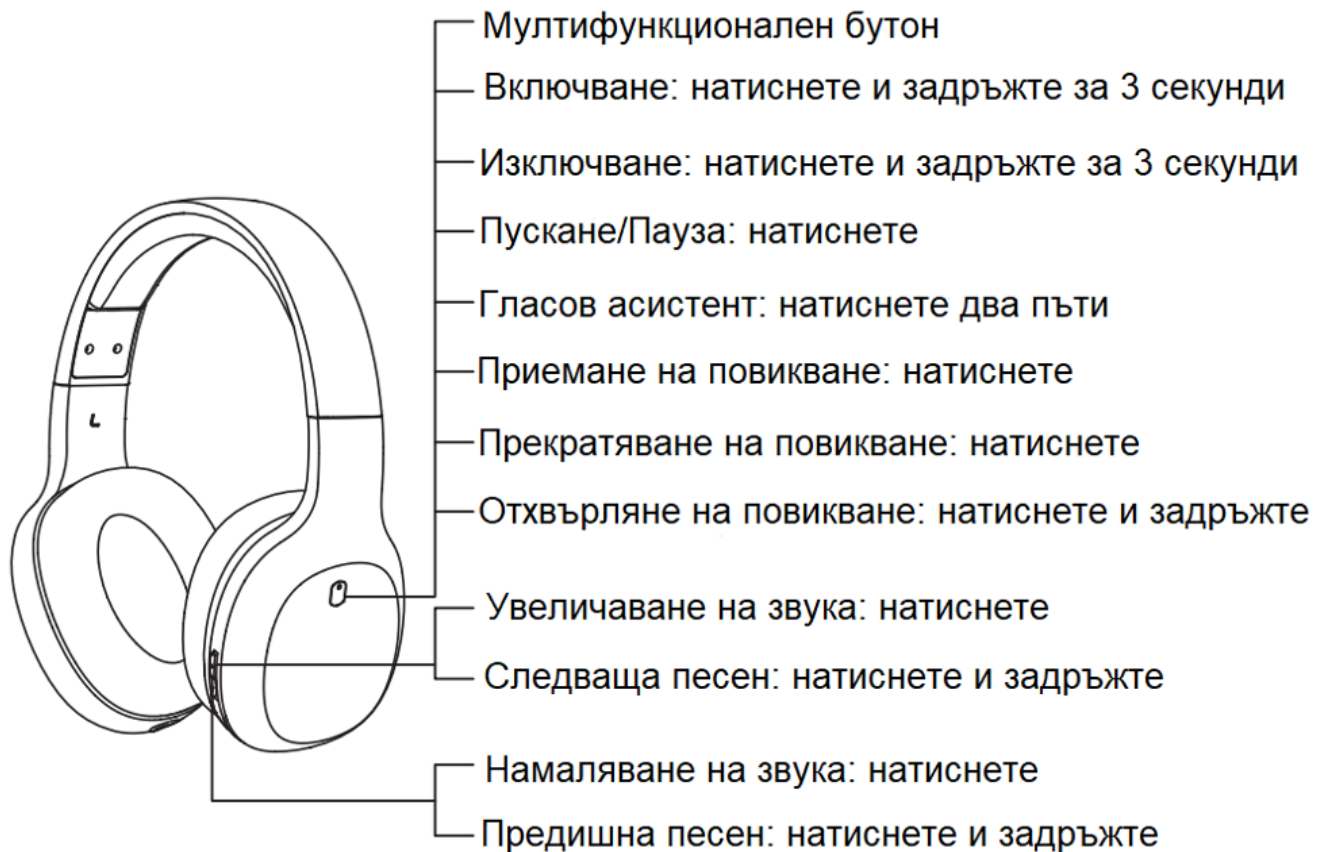 Мултифункционален бутон
Включване: натиснете и задръжте за 3 секунди
Изключване: натиснете и задръжте за 3 секунди
Пускане/Пауза: натиснете
Гласов асистент: натиснете два пъти
Приемане на повикване: натиснете
L
Прекратяване на повикване: натиснете
Отхвърляне на повикване: натиснете и задръжте
Увеличаване на звука: натиснете
Следваща песен: натиснете и задръжте
Намаляване на звука: натиснете
Предишна песен: натиснете и задръжте